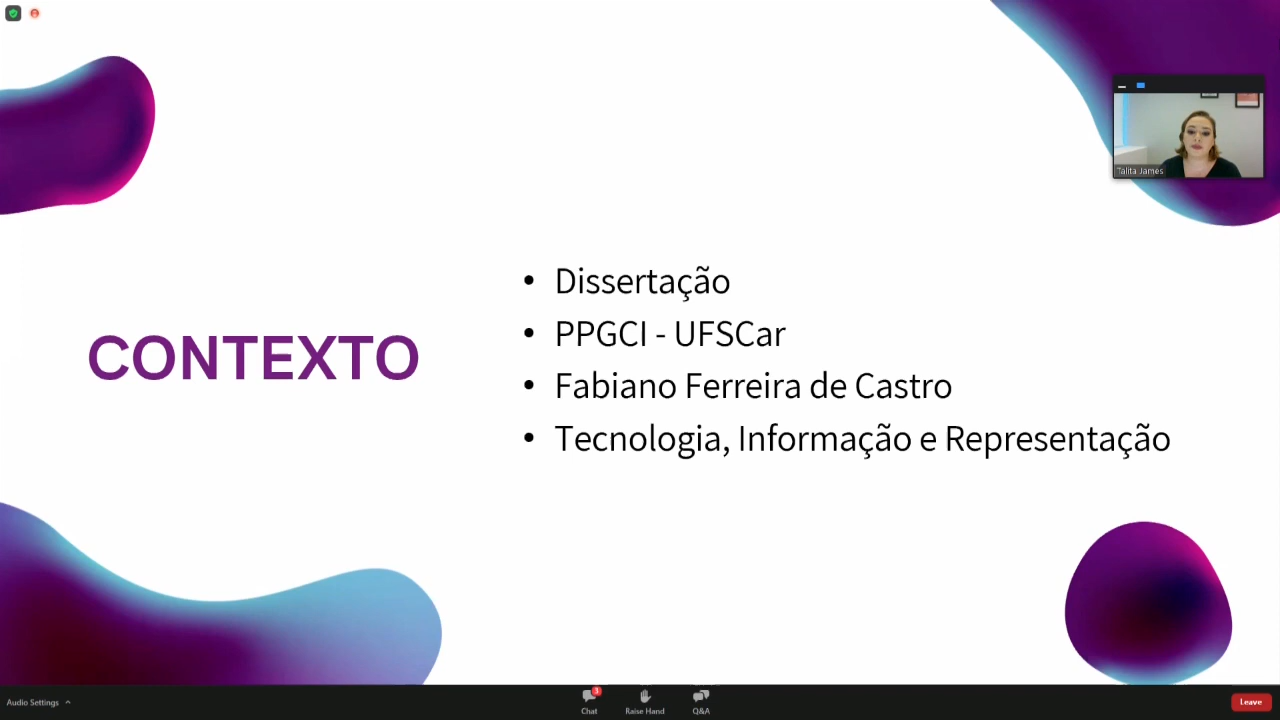 Talita James
CONTEXTO
• Dissertação
• PPGCI - UFSCar
• Fabiano Ferreira de Castro
• Tecnologia, Informação e Representação
Audio Settings
Chat
Raise Hand
Q&A
Leave